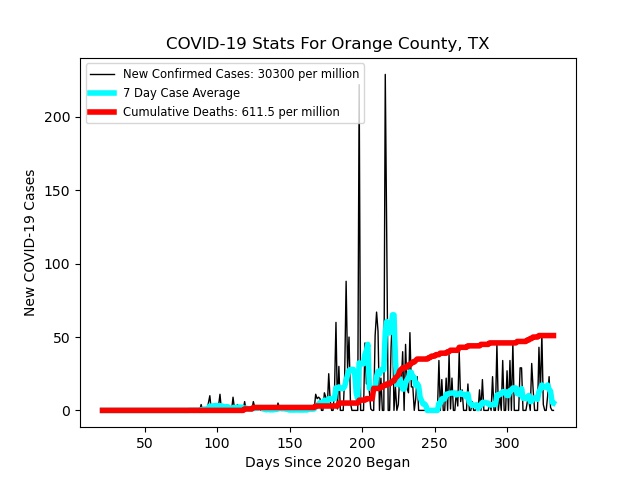 COVID-19 Stats For Orange County, TX
New Confirmed Cases: 30300 per million
7 Day Case Average
Cumulative Deaths: 611.5 per million
New COVID-19 Cases
200
150
100
50
0
50
100
150
200
250
300
Days Since 2020 Began